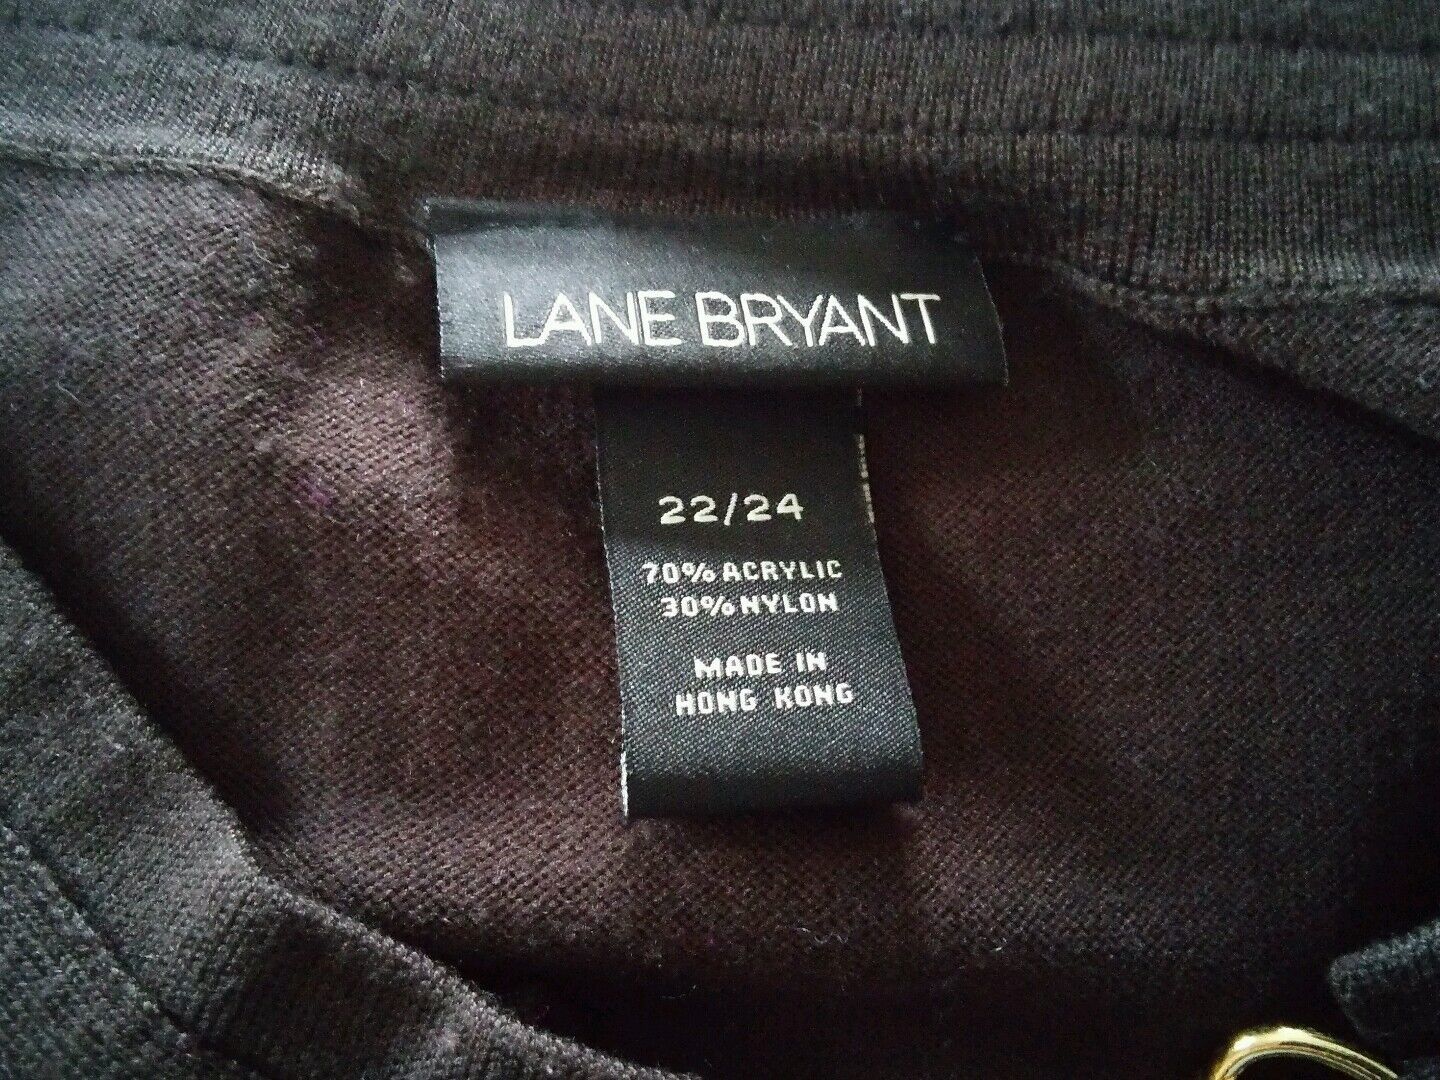 LANE BRYANT
22/24
70% ACRYLIC
30% NYLON
MADE IN
HONG KONG